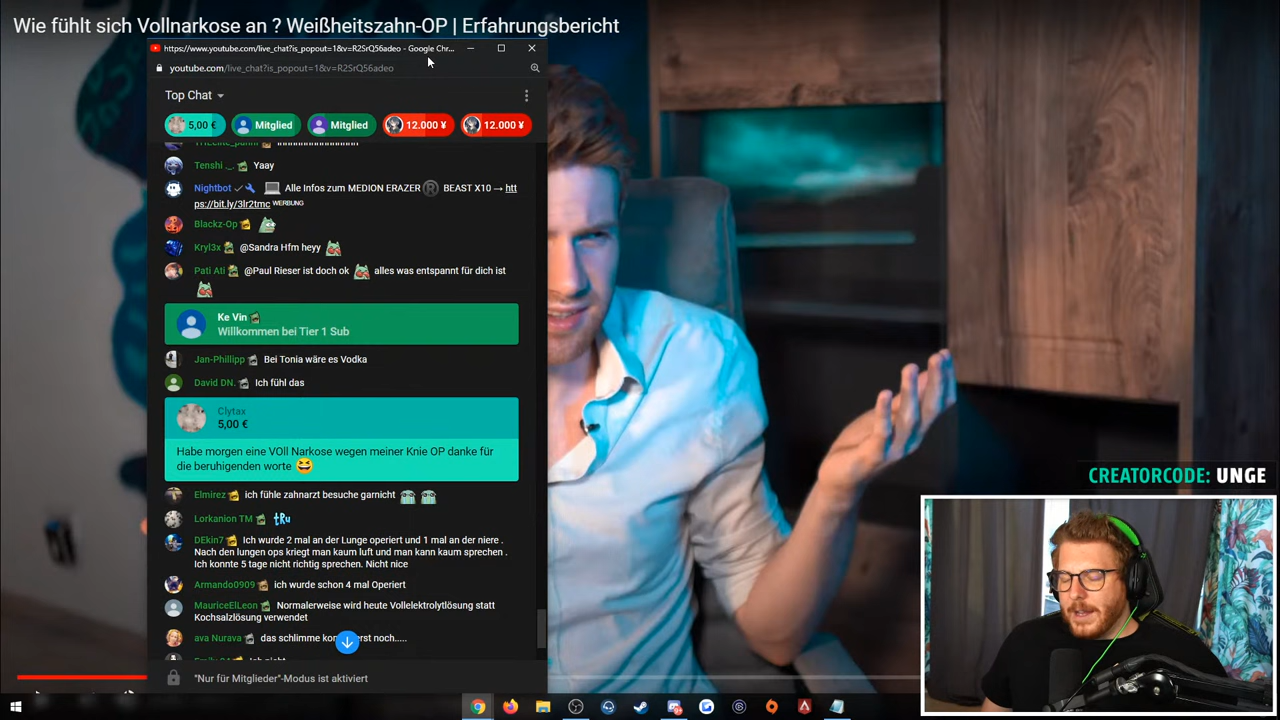 Wie fühlt sich Vollnarkose an ? Weißheitszahn-OP | Erfahrungsbericht
https://www.youtube.com/live_chat?is_popout=1&v=R2SrQ56adeo - Google Chr...
youtube.com/live_chat?is_popout=1&v=R2SrQ56adeo
Top Chat
5,00 € Mitglied Mitglied 12.000 ¥ 12.000 ¥
Tenshi ‿ Yaay
Nightbot Alle Infos zum MEDION ERAZER R BEAST X10 → htt
ps://bit.ly/3lr2tmc WERBUNG
Blackz-Op
Kryl3x @Sandra Hfm heyy
Pati Ati @Paul Rieser ist doch ok alles was entspannt für dich ist
Ke Vin
Willkommen bei Tier 1 Sub
Jan-Phillipp Bei Tonia wäre es Vodka
David DN. Ich fühl das
Clytax
5,00 €
Habe morgen eine VOll Narkose wegen meiner Knie OP danke für
die beruhigenden worte 😆
Elmirez ich fühle zahnarzt besuche garnicht
Lorkanion TM tRu
DEkin7 Ich wurde 2 mal an der Lunge operiert und 1 mal an der niere .
Nach den lungen ops kriegt man kaum luft und man kann kaum sprechen .
Ich konnte 5 tage nicht richtig sprechen. Nicht nice
Armando0909 ich wurde schon 4 mal Operiert
MauriceElLeon Normalerweise wird heute Vollelektrolytlösung statt
Kochsalzlösung verwendet
ava Nurava das schlimme erst noch.....
"Nur für Mitglieder"-Modus ist aktiviert
CREATORCODE: UNGE